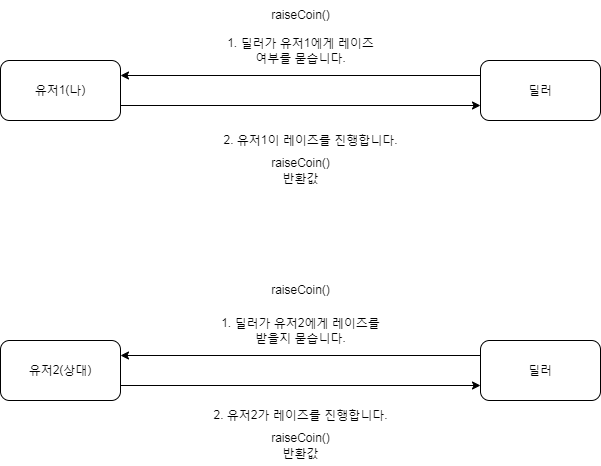 raiseCoin()
1. 딜러가 유저1에게 레이즈
여부를 묻습니다.
유저1(나)
딜러
2. 유저1이 레이즈를 진행합니다.
raiseCoin()
반환값
raiseCoin()
1. 딜러가 유저2에게 레이즈를
받을지 묻습니다.
유저2(상대)
딜러
2. 유저2가 레이즈를 진행합니다.
raiseCoin()
반환값